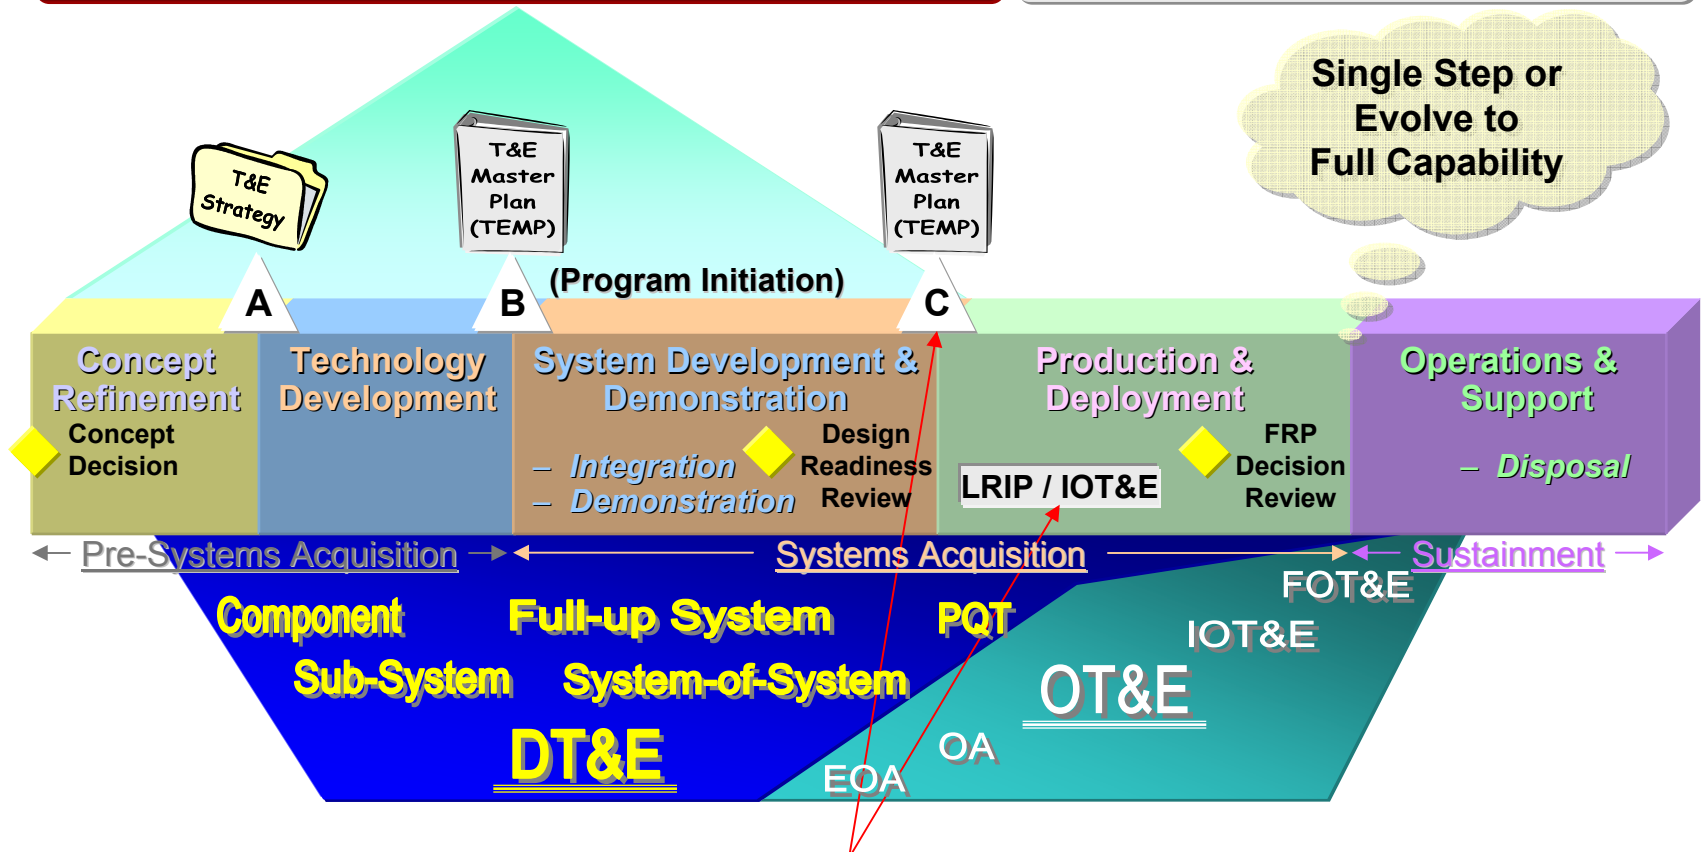 Single Step or
Evolve to
Full Capability
T&E
Strategy
T&E
Master
Plan
(TEMP)
T&E
Master
Plan
(TEMP)
A
B
(Program Initiation)
C
Concept
Refinement
Concept
Decision
Technology
Development
System Development &
Demonstration
– Integration
– Demonstration
Design
Readiness
Review
Production &
Deployment
LRIP / IOT&E
FRP
Decision
Review
Operations &
Support
– Disposal
Pre-Systems Acquisition
Systems Acquisition
Sustainment
Component
Full-up System
PQT
FOT&E
IOT&E
Sub-System
System-of-System
OT&E
DT&E
OA
EOA